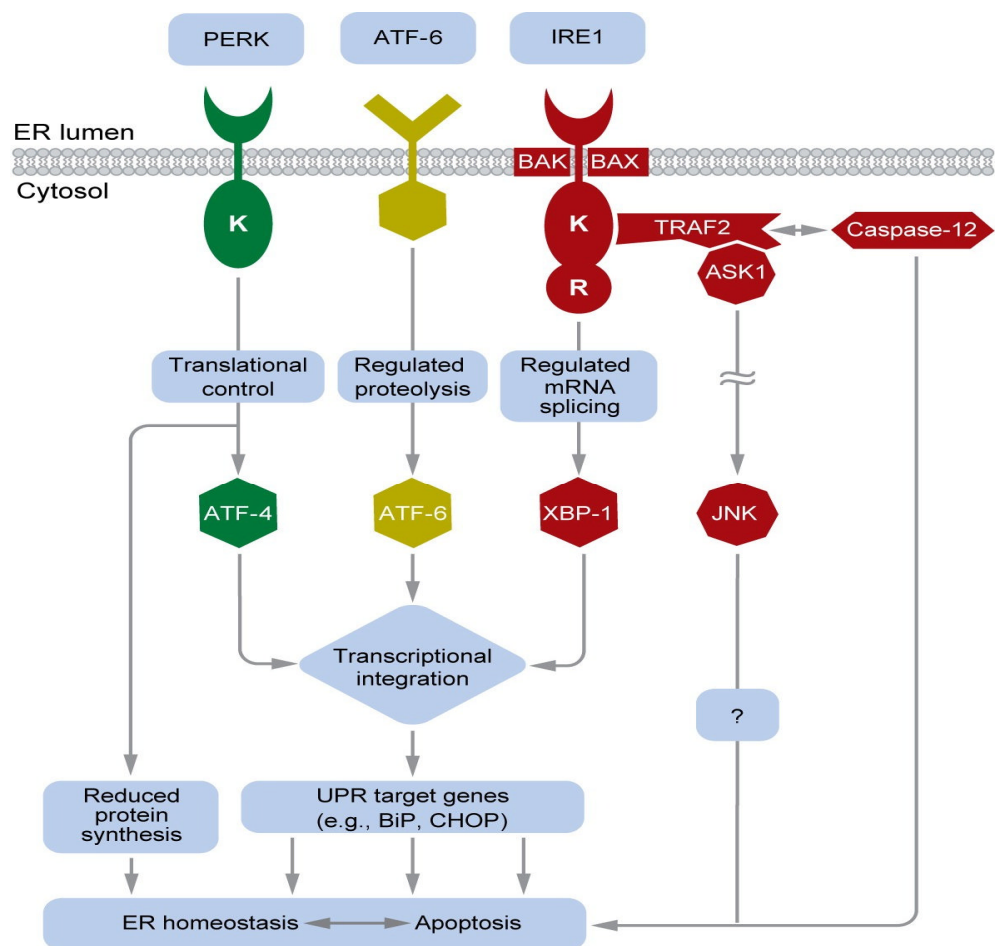 PERK
ATF-6
IRE1
ER lumen
BAK
BAX
Cytosol
K
K
TRAF2
Caspase-12
R
ASK1
Translational
control
Regulated
proteolysis
Regulated
mRNA
splicing
ATF-4
ATF-6
XBP-1
JNK
Transcriptional
integration
?
Reduced
protein
synthesis
UPR target genes
(e.g., BiP, CHOP)
ER homeostasis
Apoptosis